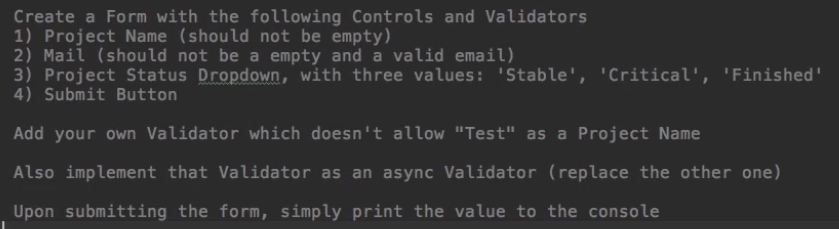 Create a Form with the following Controls and Validators
1) Project Name (should not be empty)
2) Mail (should not be a empty and a valid email)
3) Project Status Dropdown, with three values: 'Stable', 'Critical', 'Finished'
4) Submit Button
Add your own Validator which doesn't allow "Test" as a Project Name
Also implement that Validator as an async Validator (replace the other one)
Upon submitting the form, simply print the value to the console